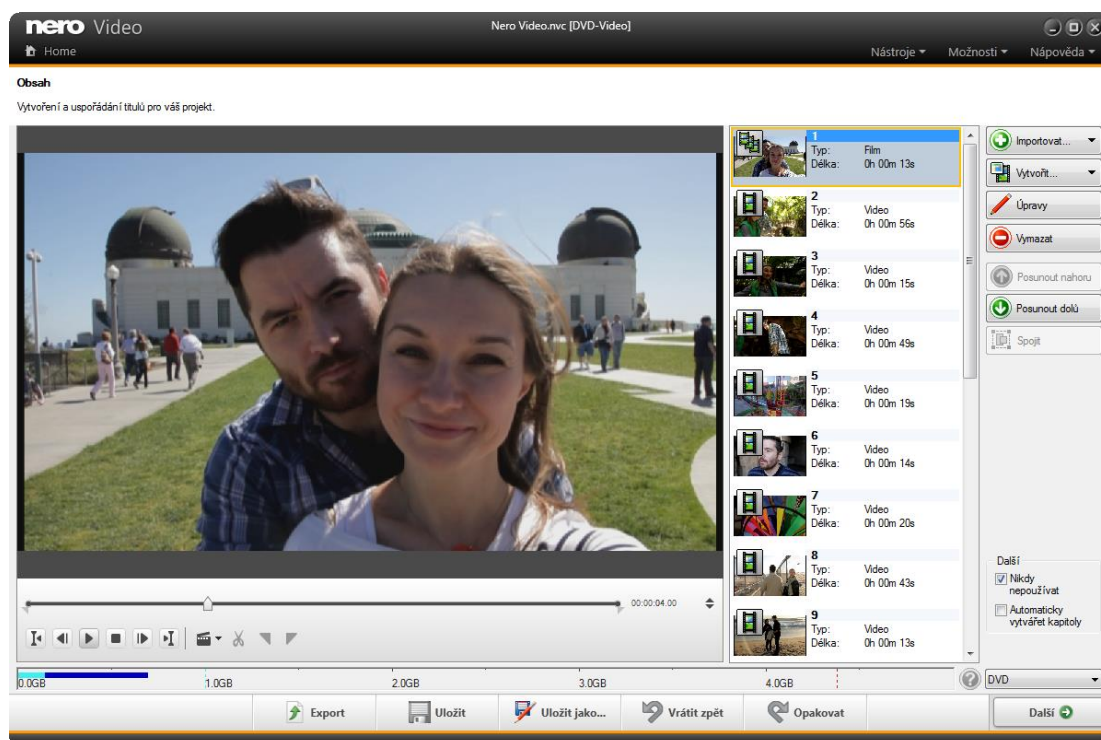 nero Video
Nero Video.nvc [DVD-Video]
Home
Nástroje
Možnosti
Nápověda
Obsah
Vytvoření a uspořádání titulů pro váš projekt.
1
Typ: Film
Délka: 0h 00m 13s
2
Typ: Video
Délka: 0h 00m 56s
3
Typ: Video
Délka: 0h 00m 15s
4
Typ: Video
Délka: 0h 00m 49s
5
Typ: Video
Délka: 0h 00m 19s
6
Typ: Video
Délka: 0h 00m 14s
7
Typ: Video
Délka: 0h 00m 20s
8
Typ: Video
Délka: 0h 00m 43s
9
Typ: Video
Délka: 0h 00m 13s
Importovat...
Vytvořit...
Úpravy
Vymazat
Posunout nahoru
Posunout dolů
Spojit
Další
Nikdy
nepoužívat
Automaticky
vytvářet kapitoly
00:00:04.00
0.0GB 1.0GB 2.0GB 3.0GB 4.0GB
DVD
Export
Uložit
Uložit jako...
Vrátit zpět
Opakovat
Další